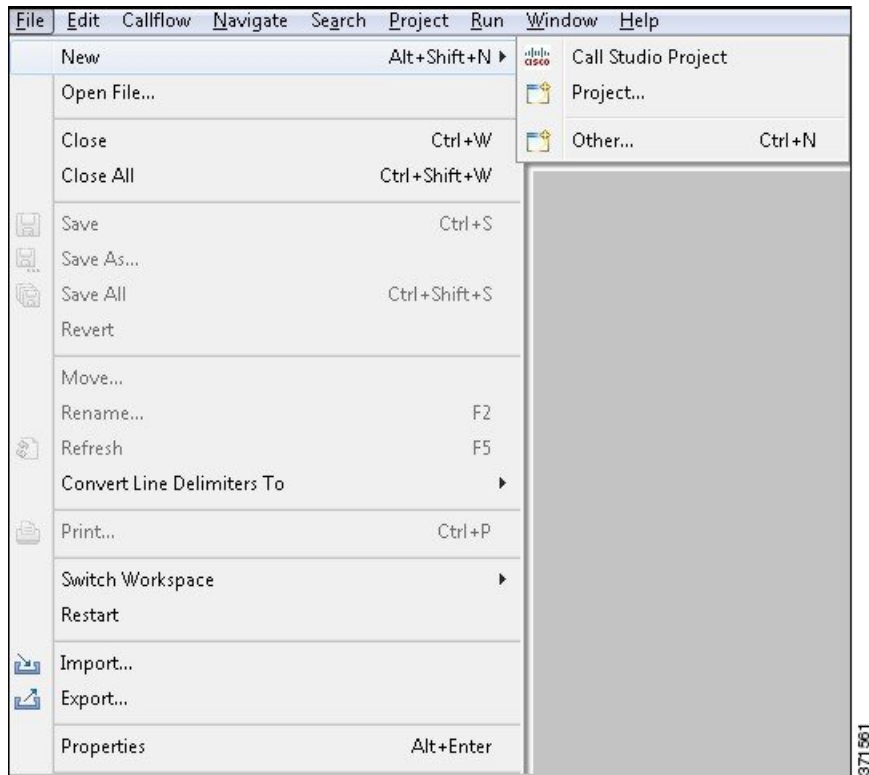 File Edit Callflow Navigate Search Project Run Window Help
New Alt+Shift+N
Call Studio Project
Project...
Other... Ctrl+N
Open File...
Close Ctrl+W
Close All Ctrl+Shift+W
Save Ctrl+S
Save As...
Save All Ctrl+Shift+S
Revert
Move...
Rename... F2
Refresh F5
Convert Line Delimiters To
Print... Ctrl+P
Switch Workspace
Restart
Import...
Export...
Properties Alt+Enter
cisco
371561